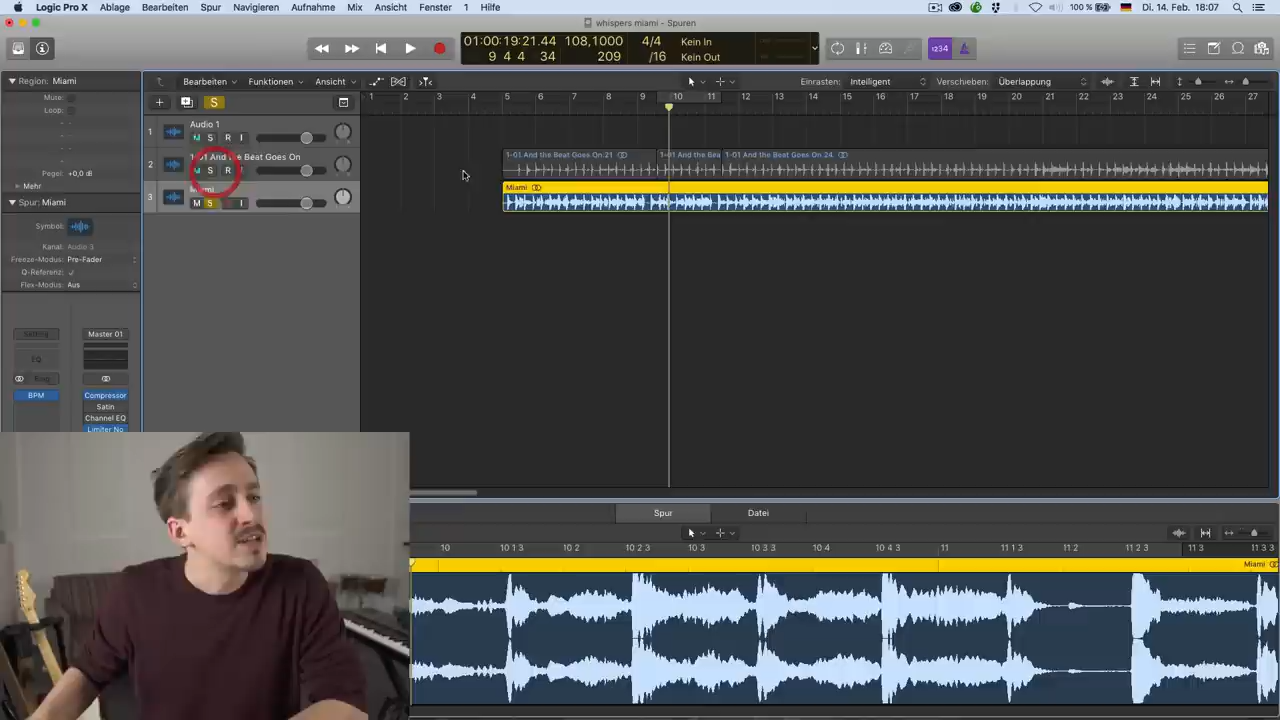 Logic Pro X Ablage Bearbeiten Spur Navigieren Aufnahme Mix Ansicht Fenster 1 Hilfe 100 % Di. 14. Feb. 18:07
whispers miami - Spuren
01:00:19:21.44 108,1000 4/4 Kein In
9 4 4 34 209 /16 Kein Out
1234
Region: Miami Bearbeiten Funktionen Ansicht Einrasten: Intelligent Verschieben: Überlappung
Mute:
Loop:
1 2 3 4 5 6 7 8 9 10 11 12 13 14 15 16 17 18 19 20 21 22 23 24 25 26 27
S
1 Audio 1
M S R I
2 1-01 And the Beat Goes On
M S R I
1-01 And the Beat Goes On.21 1-01 And the Bea 1-01 And the Beat Goes On.24
Pegel: +0,0 dB
Mehr
3 Miami
M S I
Miami
Spur: Miami
Symbol:
Kanal: Audio 3
Freeze-Modus: Pre-Fader
Q-Referenz:
Flex-Modus: Aus
Setting Master 01
EQ
BPM Compressor
Satin
Channel EQ
Limiter No
Spur Datei
10 10 1 3 10 2 10 2 3 10 3 10 3 3 10 4 10 4 3 11 11 1 3 11 2 11 2 3 11 3 11 3 3
Miami